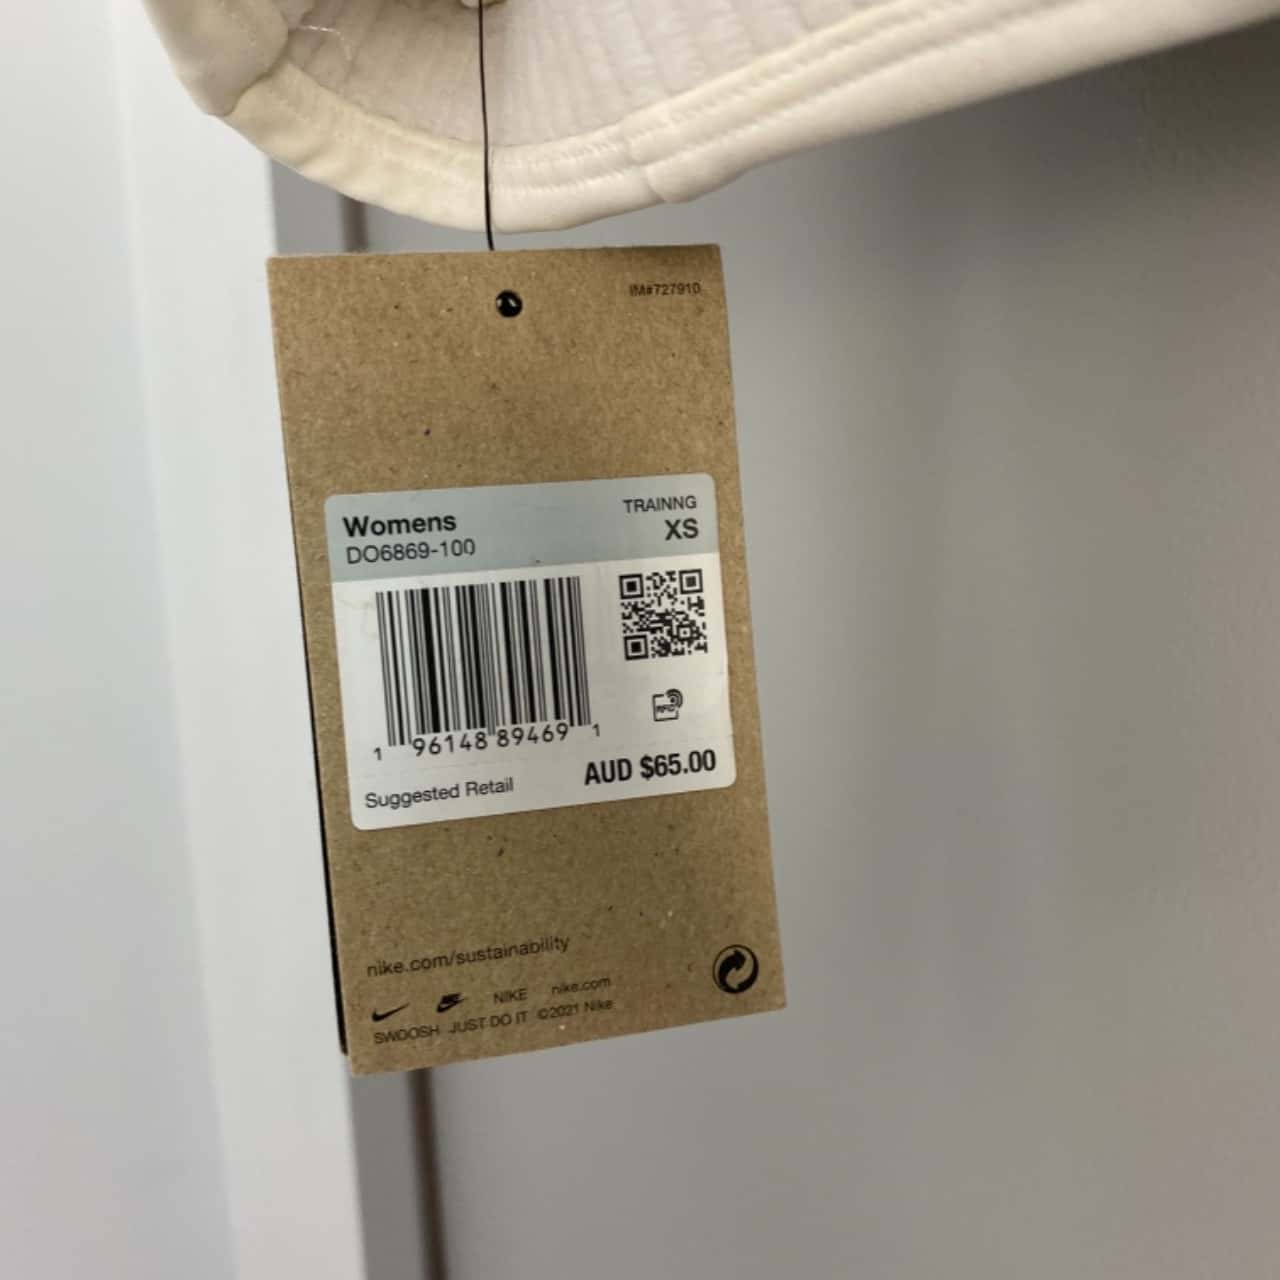 IM#727910
Womens
TRAINNG
DO6869-100
XS
1 96148 89469 1
RFID
Suggested Retail
AUD $65.00
nike.com/sustainability
NIKE nike.com
SWOOSH JUST DO IT ©2021 Nike